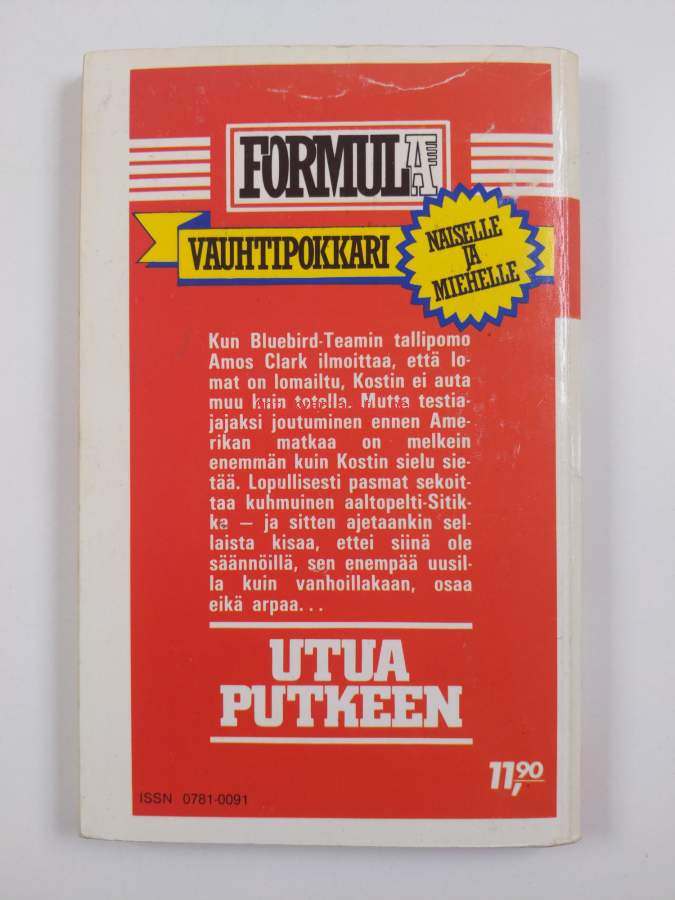 FORMULA
VAUHTIPOKKARI
NAISELLE
JA
MIEHELLE
Kun Bluebird-Teamin tallipomo
Amos Clark ilmoittaa, että lo-
mat on lomailtu, Kostin ei auta
muu kuin totella. Mutta testia-
jajaksi joutuminen ennen Ame-
rikan matkaa on melkein
enemmän kuin Kostin sielu sie-
tää. Lopullisesti pasmat sekoit-
taa kuhmuinen aaltopelti-Sitik-
ka – ja sitten ajetaankin sel-
laista kisaa, ettei siinä ole
säännöillä, sen enempää uusil-
la kuin vanhoillakaan, osaa
eikä arpaa...
UTUA
PUTKEEN
11,90
ISSN 0781-0091